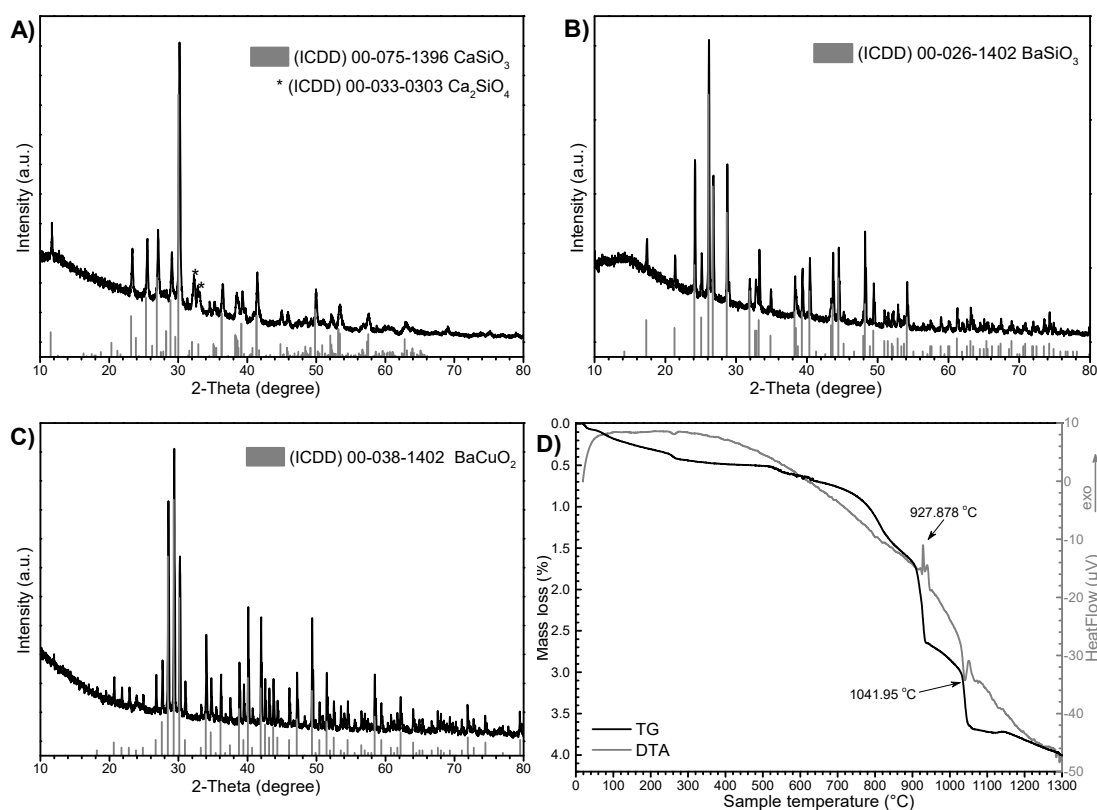 A)
(ICDD) 00-075-1396 CaSiO₃
* (ICDD) 00-033-0303 Ca₂SiO₄
*
*
Intensity (a.u.)
10 20 30 40 50 60 70 80
2-Theta (degree)
B)
(ICDD) 00-026-1402 BaSiO₃
Intensity (a.u.)
10 20 30 40 50 60 70 80
2-Theta (degree)
C)
(ICDD) 00-038-1402 BaCuO₂
Intensity (a.u.)
10 20 30 40 50 60 70 80
2-Theta (degree)
D)
0.0
0.5
1.0
1.5
2.0
2.5
3.0
3.5
4.0
Mass loss (%)
927.878 °C
1041.95 °C
TG
DTA
10
0
-10
-20
-30
-40
-50
exo
HeatFlow (µV)
0 100 200 300 400 500 600 700 800 900 1000 1100 1200 1300
Sample temperature (°C)